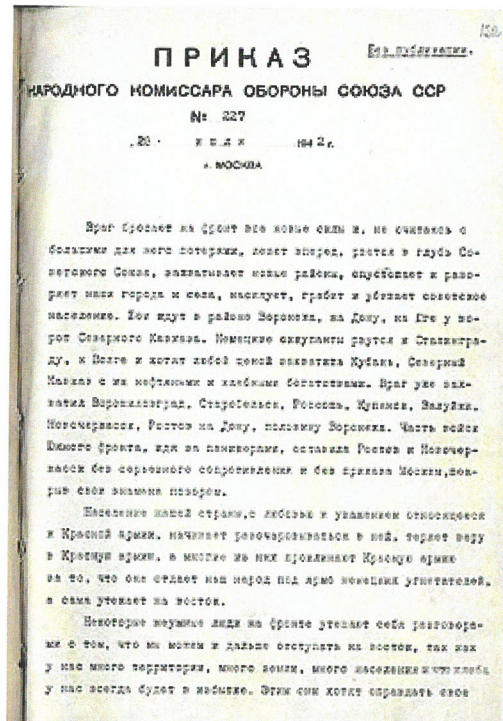 132
Без публикации.
ПРИКАЗ
НАРОДНОГО КОМИССАРА ОБОРОНЫ СОЮЗА ССР
№ 227
„28" июля 1942 г.
г. МОСКВА
Враг бросает на фронт все новые силы и, не считаясь с
большими для него потерями, лезет вперед, рвется в глубь Со-
ветского Союза, захватывает новые районы, опустошает и разо-
ряет наши города и села, насилует, грабит и убивает советское
население. Бои идут в районе Воронежа, на Дону, на Юге у во-
рот Северного Кавказа. Немецкие оккупанты рвутся к Сталингра-
ду, к Волге и хотят любой ценой захватить Кубань, Северный
Кавказ с их нефтяными и хлебными богатствами. Враг уже зах-
ватил Ворошиловград, Старобельск, Россошь, Купянск, Валуйки,
Новочеркасск, Ростов на Дону, половину Воронежа. Часть войск
Южного фронта, идя за паникерами, оставила Ростов и Новочер-
касск без серьезного сопротивления и без приказа Москвы, пок-
рыв свои знамена позором.
Население нашей страны, с любовью и уважением относящееся
к Красной армии, начинает разочаровываться в ней, теряет веру
в Красную армию, а многие из них проклинают Красную армию
за то, что она отдает наш народ под ярмо немецких угнетателей,
а сама утекает на восток.
Некоторые неумные люди на фронте утешают себя разговора-
ми о том, что мы можем и дальше отступать на восток, так как
у нас много территории, много земли, много населения и что хлеба
у нас всегда будет в избытке. Этим они хотят оправдать свое